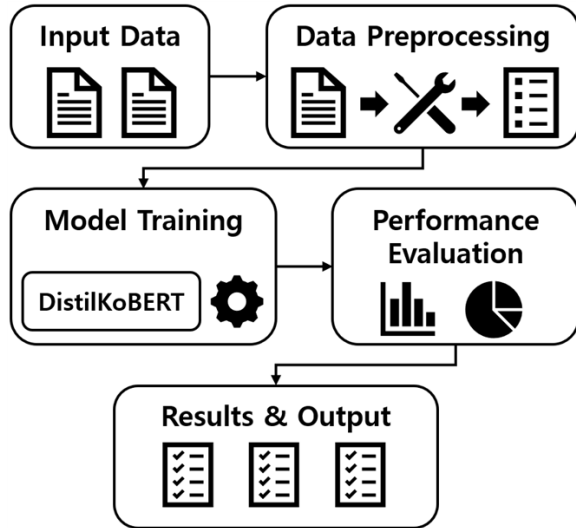 Input Data
Data Preprocessing
Model Training
DistilKoBERT
Performance
Evaluation
Results & Output